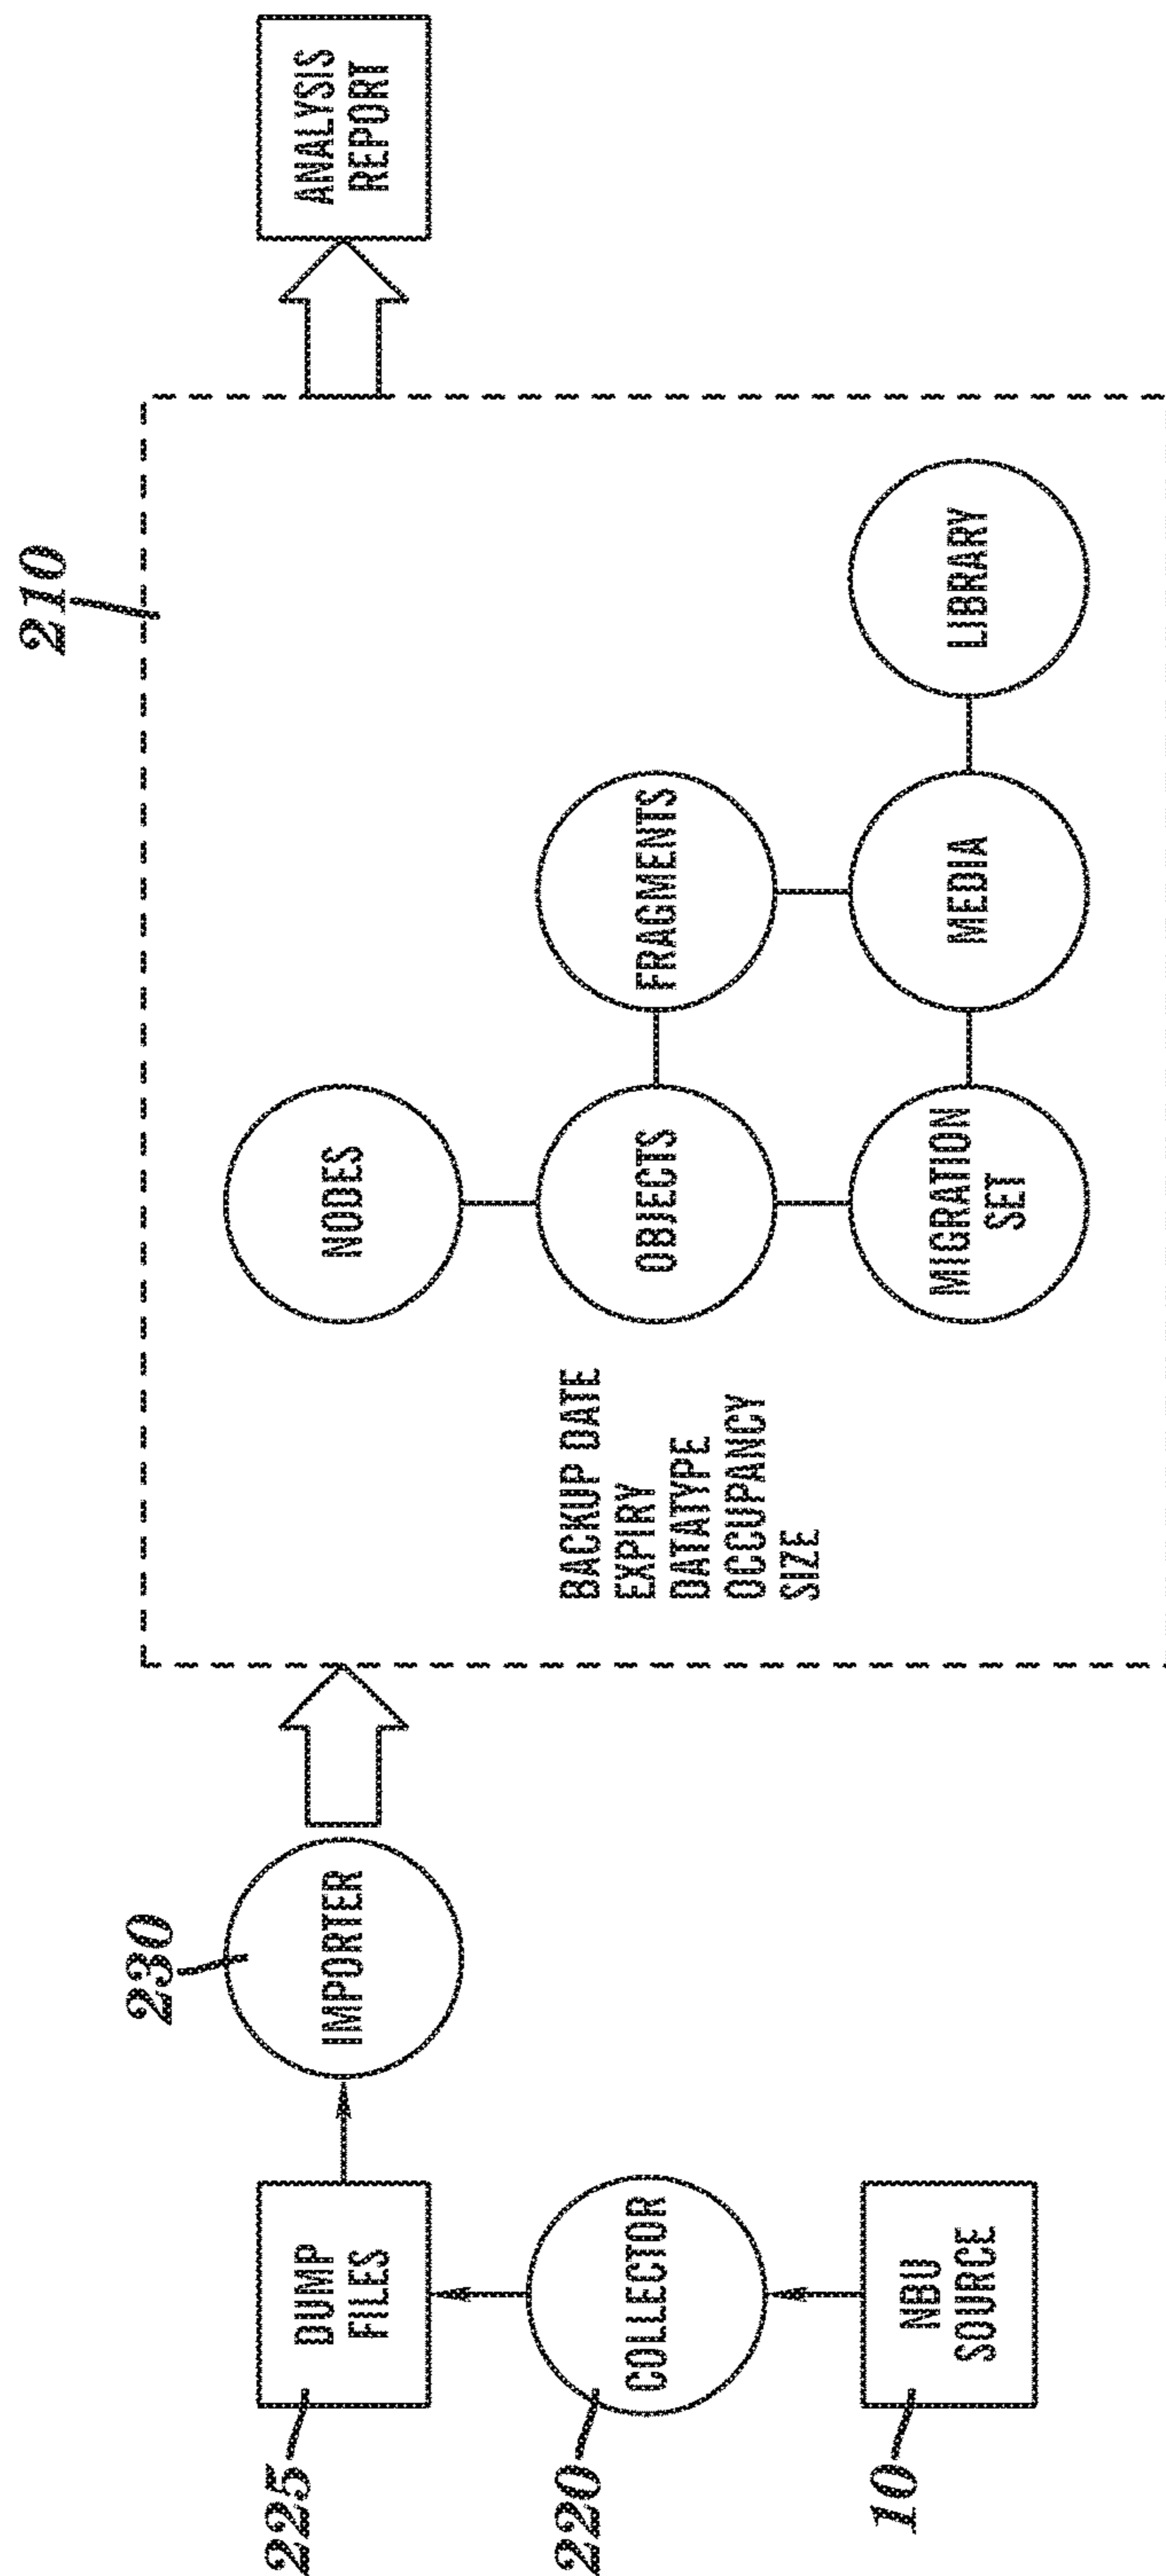 210
230
225
220
10
DUMP
FILES
COLLECTOR
NBU
SOURCE
IMPORTER
BACKUP DATE
EXPIRY
DATATYPE
OCCUPANCY
SIZE
NODES
OBJECTS
MIGRATION
SET
FRAGMENTS
MEDIA
LIBRARY
ANALYSIS
REPORT